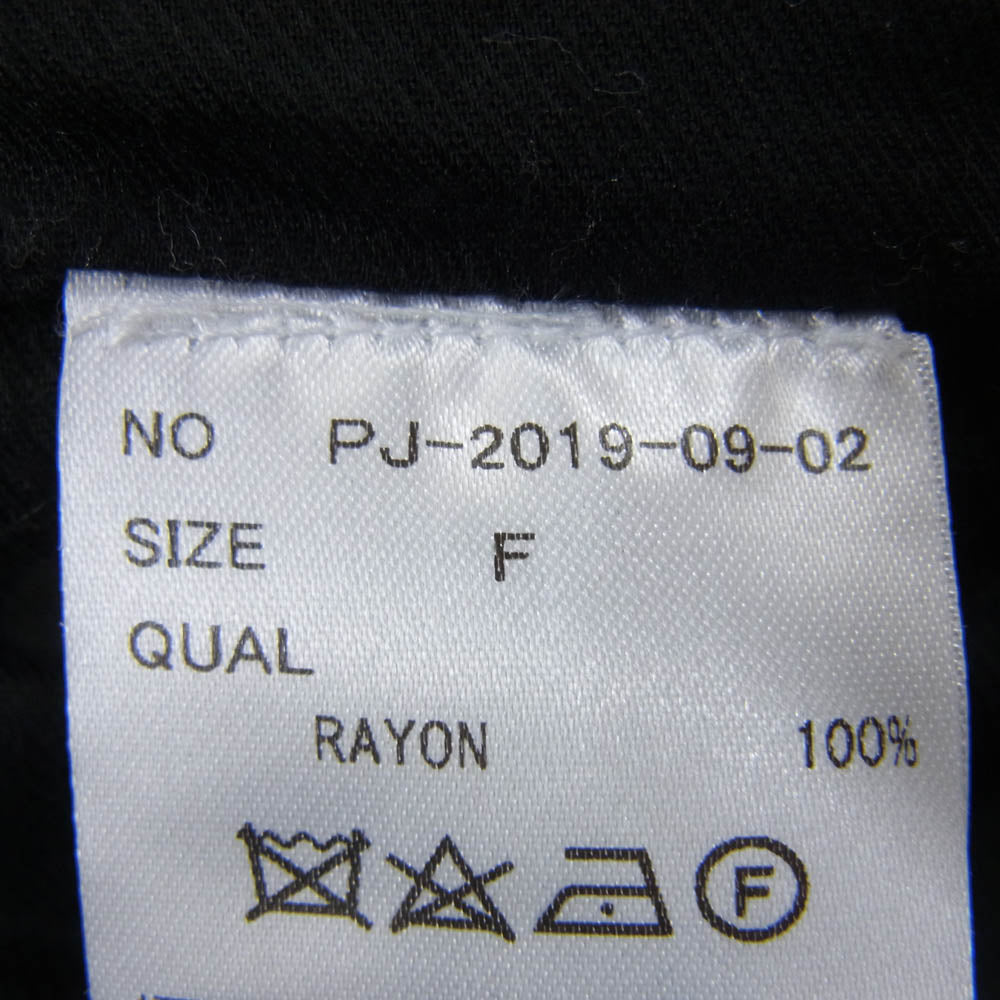 NO PJ-2019-09-02
SIZE F
QUAL
RAYON 100%
F